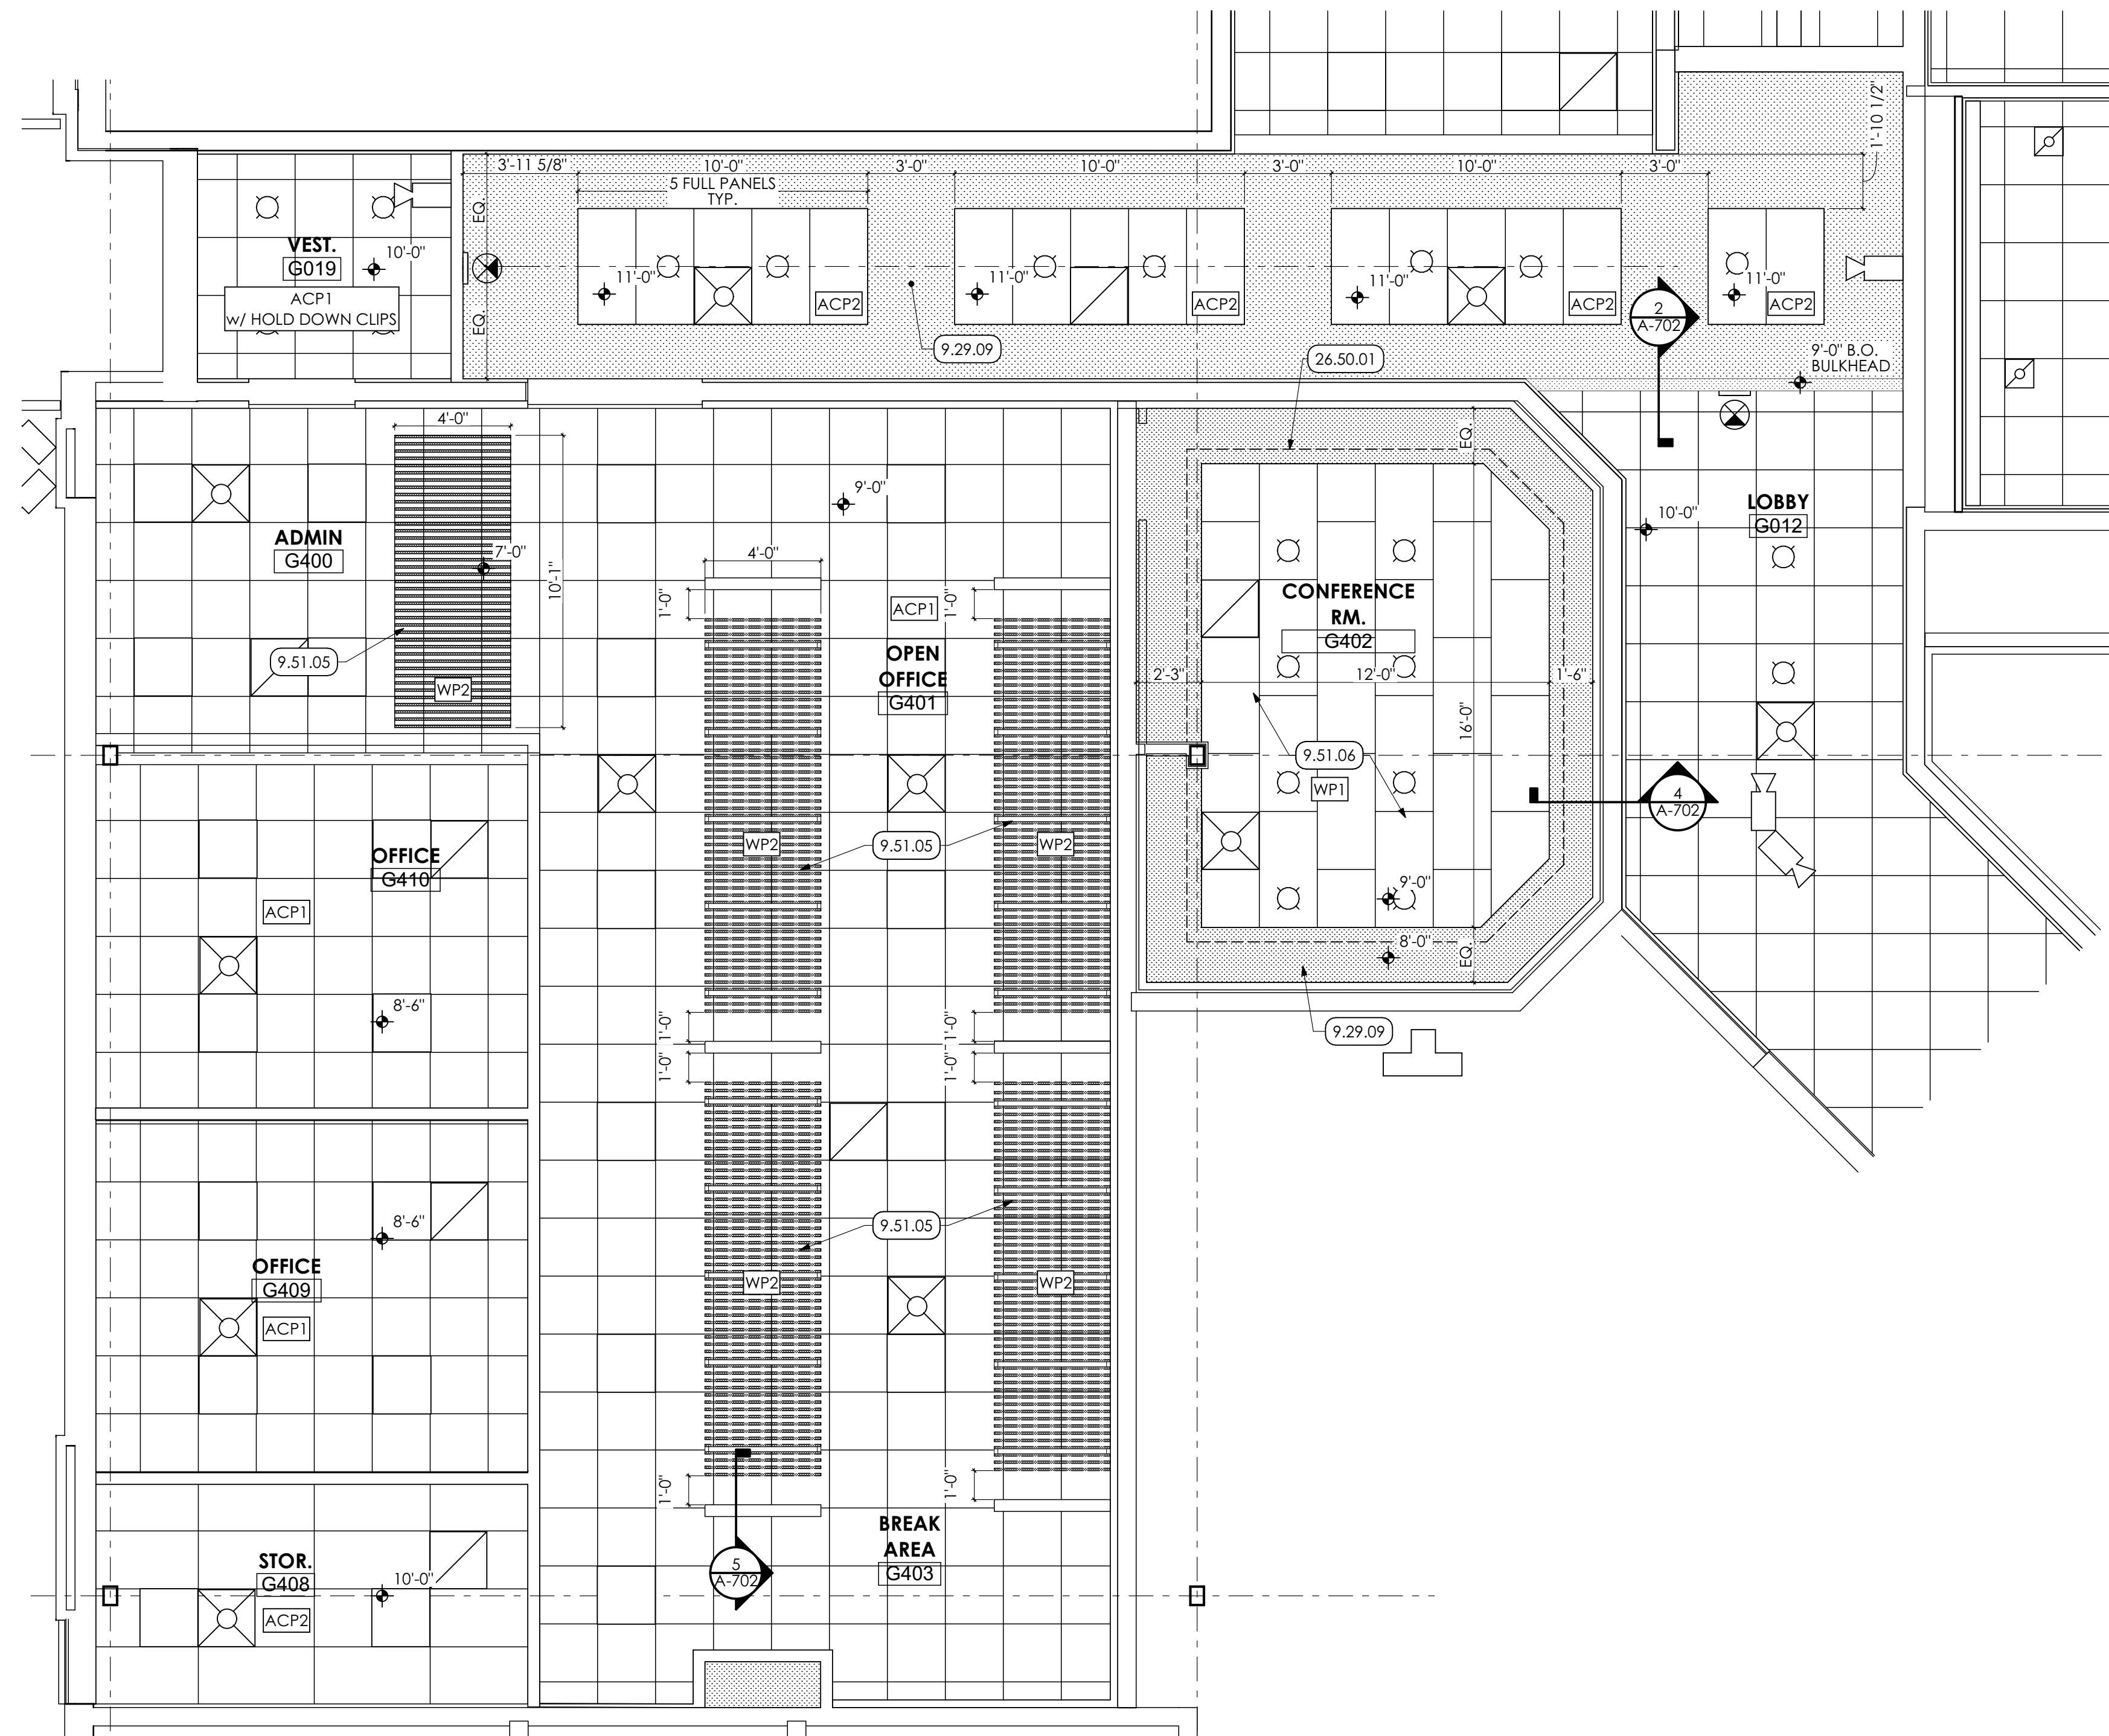 1'-10 1/2"
3'-11 5/8"
10'-0"
3'-0"
10'-0"
3'-0"
10'-0"
3'-0"
5 FULL PANELS
TYP.
EQ.
EQ.
VEST.
G019
10'-0"
ACP1
w/ HOLD DOWN CLIPS
11'-0"
ACP2
11'-0"
ACP2
11'-0"
ACP2
11'-0"
ACP2
2
A-702
9.29.09
26.50.01
9'-0" B.O.
BULKHEAD
4'-0"
ADMIN
G400
7'-0"
10'-1"
9.51.05
WP2
9'-0"
4'-0"
1'-0"
1'-0"
ACP1
OPEN
OFFICE
G401
EQ.
CONFERENCE
RM.
G402
2'-3"
12'-0"
1'-6"
16'-0"
9.51.06
WP1
9'-0"
8'-0"
EQ.
9.29.09
LOBBY
G012
10'-0"
4
A-702
OFFICE
G410
ACP1
8'-6"
WP2
9.51.05
WP2
1'-0"
1'-0"
1'-0"
1'-0"
8'-6"
OFFICE
G409
ACP1
9.51.05
WP2
WP2
1'-0"
1'-0"
BREAK
AREA
G403
5
A-702
STOR.
G408
10'-0"
ACP2